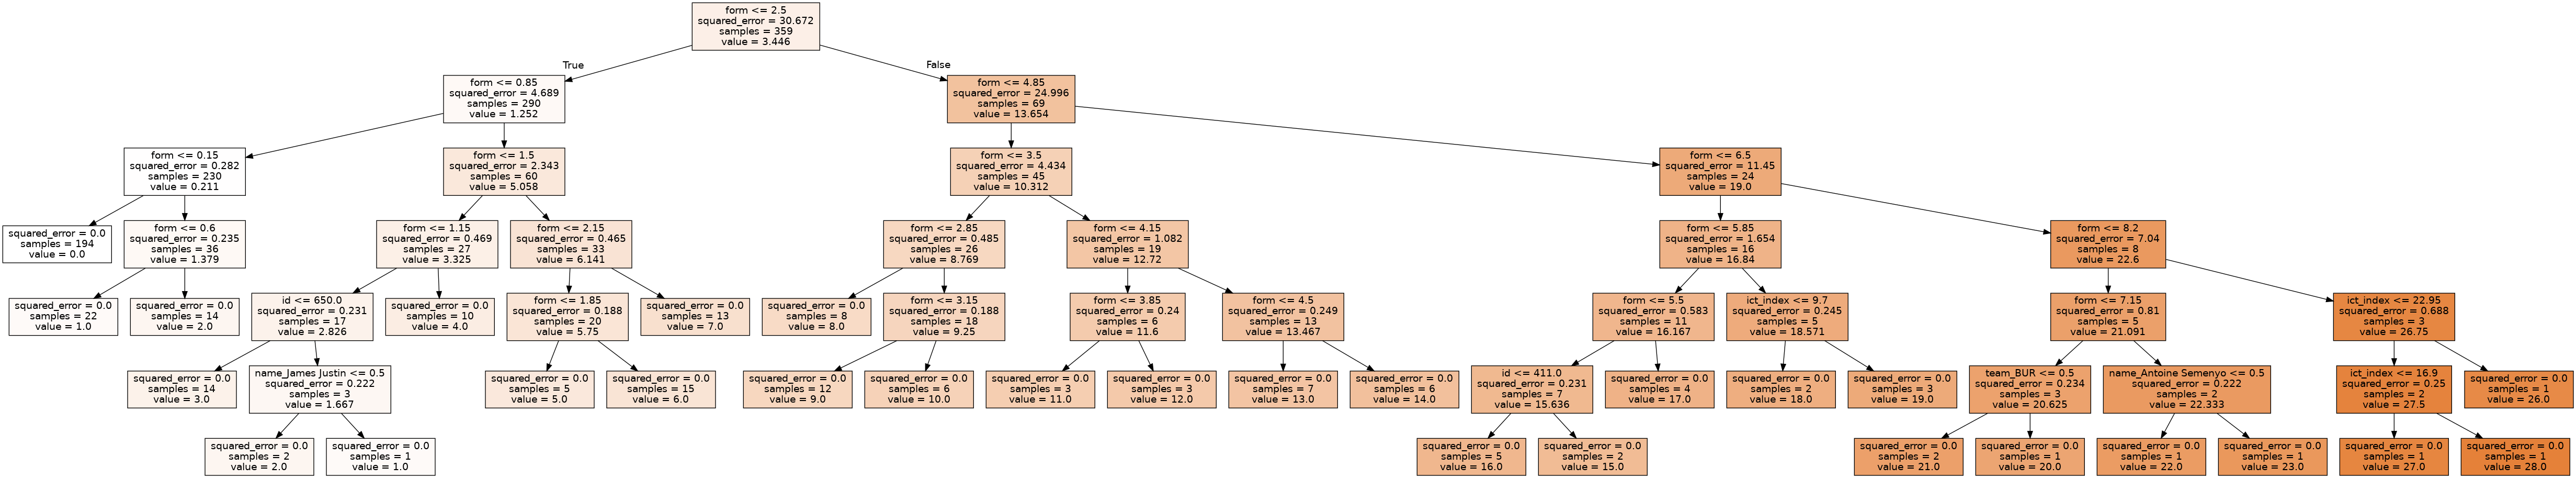 form <= 2.5
squared_error = 30.672
samples = 359
value = 3.446
True
False
form <= 0.85
squared_error = 4.689
samples = 290
value = 1.252
form <= 4.85
squared_error = 24.996
samples = 69
value = 13.654
form <= 0.15
squared_error = 0.282
samples = 230
value = 0.211
form <= 1.5
squared_error = 2.343
samples = 60
value = 5.058
form <= 3.5
squared_error = 4.434
samples = 45
value = 10.312
form <= 6.5
squared_error = 11.45
samples = 24
value = 19.0
squared_error = 0.0
samples = 194
value = 0.0
form <= 0.6
squared_error = 0.235
samples = 36
value = 1.379
form <= 1.15
squared_error = 0.469
samples = 27
value = 3.325
form <= 2.15
squared_error = 0.465
samples = 33
value = 6.141
form <= 2.85
squared_error = 0.485
samples = 26
value = 8.769
form <= 4.15
squared_error = 1.082
samples = 19
value = 12.72
form <= 5.85
squared_error = 1.654
samples = 16
value = 16.84
form <= 8.2
squared_error = 7.04
samples = 8
value = 22.6
squared_error = 0.0
samples = 22
value = 1.0
squared_error = 0.0
samples = 14
value = 2.0
id <= 650.0
squared_error = 0.231
samples = 17
value = 2.826
squared_error = 0.0
samples = 10
value = 4.0
form <= 1.85
squared_error = 0.188
samples = 20
value = 5.75
squared_error = 0.0
samples = 13
value = 7.0
squared_error = 0.0
samples = 8
value = 8.0
form <= 3.15
squared_error = 0.188
samples = 18
value = 9.25
form <= 3.85
squared_error = 0.24
samples = 6
value = 11.6
form <= 4.5
squared_error = 0.249
samples = 13
value = 13.467
form <= 5.5
squared_error = 0.583
samples = 11
value = 16.167
ict_index <= 9.7
squared_error = 0.245
samples = 5
value = 18.571
form <= 7.15
squared_error = 0.81
samples = 5
value = 21.091
ict_index <= 22.95
squared_error = 0.688
samples = 3
value = 26.75
squared_error = 0.0
samples = 14
value = 3.0
name_James Justin <= 0.5
squared_error = 0.222
samples = 3
value = 1.667
squared_error = 0.0
samples = 5
value = 5.0
squared_error = 0.0
samples = 15
value = 6.0
squared_error = 0.0
samples = 12
value = 9.0
squared_error = 0.0
samples = 6
value = 10.0
squared_error = 0.0
samples = 3
value = 11.0
squared_error = 0.0
samples = 3
value = 12.0
squared_error = 0.0
samples = 7
value = 13.0
squared_error = 0.0
samples = 6
value = 14.0
id <= 411.0
squared_error = 0.231
samples = 7
value = 15.636
squared_error = 0.0
samples = 4
value = 17.0
squared_error = 0.0
samples = 2
value = 18.0
squared_error = 0.0
samples = 3
value = 19.0
team_BUR <= 0.5
squared_error = 0.234
samples = 3
value = 20.625
name_Antoine Semenyo <= 0.5
squared_error = 0.222
samples = 2
value = 22.333
ict_index <= 16.9
squared_error = 0.25
samples = 2
value = 27.5
squared_error = 0.0
samples = 1
value = 26.0
squared_error = 0.0
samples = 2
value = 2.0
squared_error = 0.0
samples = 1
value = 1.0
squared_error = 0.0
samples = 5
value = 16.0
squared_error = 0.0
samples = 2
value = 15.0
squared_error = 0.0
samples = 2
value = 21.0
squared_error = 0.0
samples = 1
value = 20.0
squared_error = 0.0
samples = 1
value = 22.0
squared_error = 0.0
samples = 1
value = 23.0
squared_error = 0.0
samples = 1
value = 27.0
squared_error = 0.0
samples = 1
value = 28.0